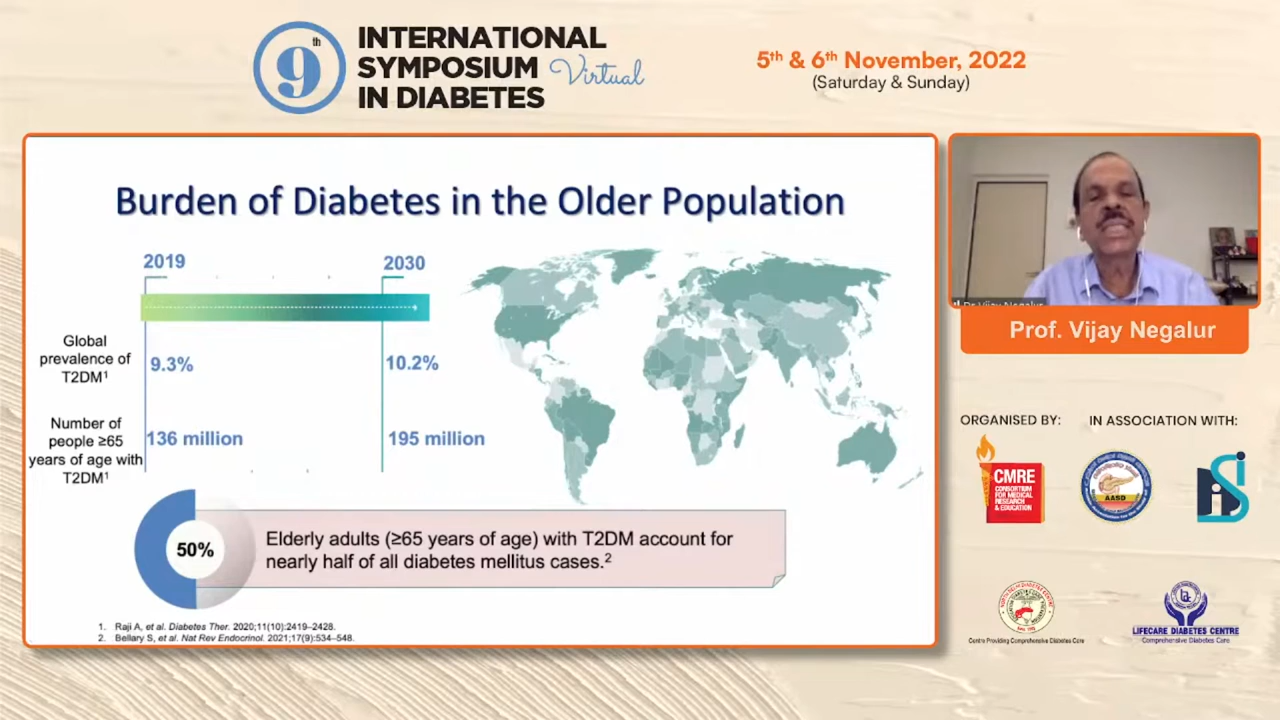 9th
INTERNATIONAL
SYMPOSIUM Virtual
IN DIABETES
5th & 6th November, 2022
(Saturday & Sunday)
Burden of Diabetes in the Older Population
2019
2030
Global
prevalence of
T2DM1
9.3%
10.2%
Number of
people ≥65
years of age with
T2DM1
136 million
195 million
50%
Elderly adults (≥65 years of age) with T2DM account for
nearly half of all diabetes mellitus cases.2
1. Raji A, et al. Diabetes Ther. 2020;11(10):2419–2428.
2. Bellary S, et al. Nat Rev Endocrinol. 2021;17(9):534–548.
Dr Vijay Negalur
Prof. Vijay Negalur
ORGANISED BY:
IN ASSOCIATION WITH:
CMRE
CONSORTIUM
FOR MEDICAL
RESEARCH
& EDUCATION
AASD
Centre Providing Comprehensive Diabetes Care
LIFECARE DIABETES CENTRE
Comprehensive Diabetes Care